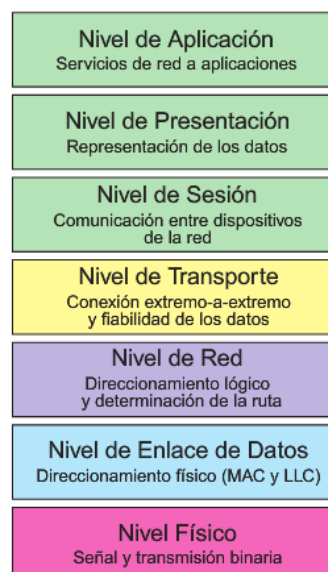 Nivel de Aplicación
Servicios de red a aplicaciones
Nivel de Presentación
Representación de los datos
Nivel de Sesión
Comunicación entre dispositivos
de la red
Nivel de Transporte
Conexión extremo-a-extremo
y fiabilidad de los datos
Nivel de Red
Direccionamiento lógico
y determinación de la ruta
Nivel de Enlace de Datos
Direccionamiento físico (MAC y LLC)
Nivel Físico
Señal y transmisión binaria